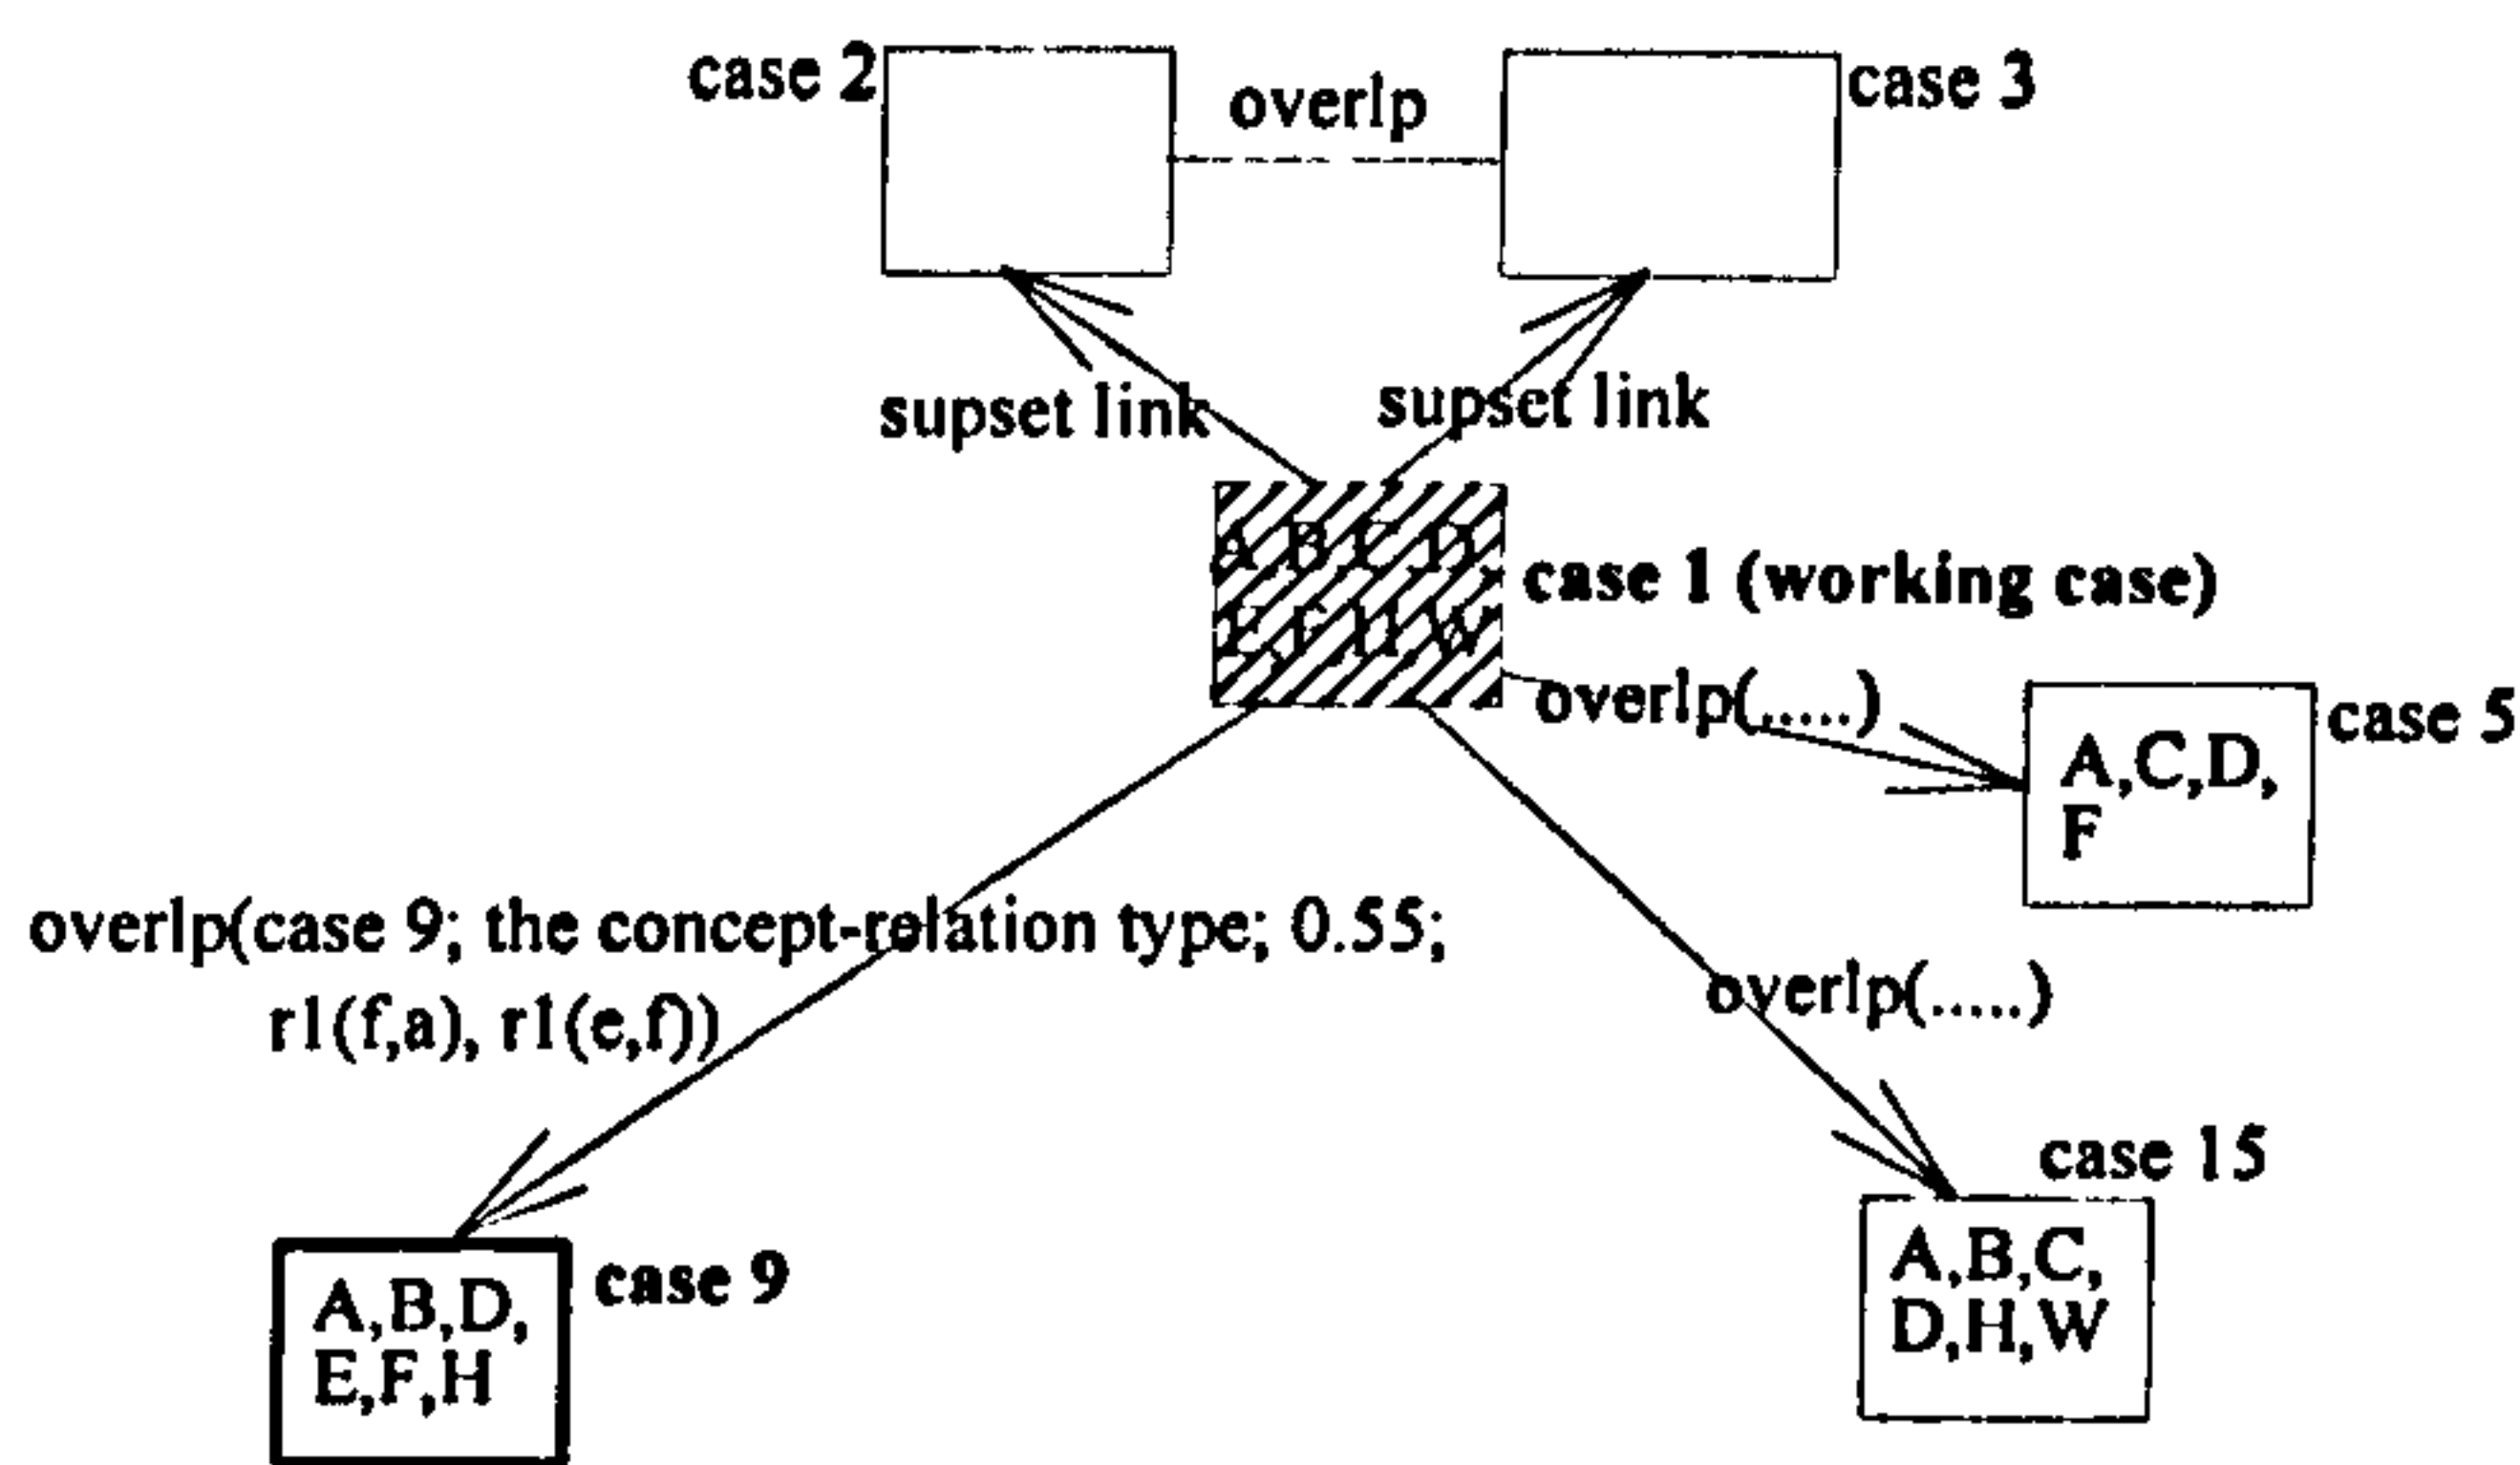 case 2
overlp
case 3
supset link
supset link
case 1 (working case)
overlp(.....)
case 5
A,C,D,
F
overlp(case 9; the concept-relation type; 0.55;
r1(f,a), r1(e,f))
overlp(.....)
case 15
A,B,C,
D,H,W
case 9
A,B,D,
E,F,H